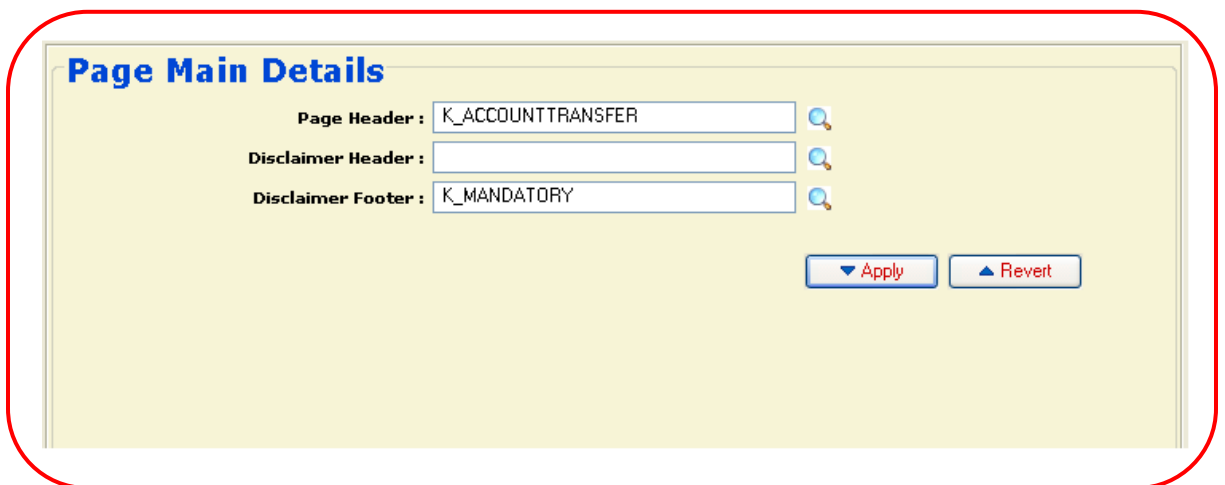 Page Main Details
Page Header : K_ACCOUNTTRANSFER
Disclaimer Header :
Disclaimer Footer : K_MANDATORY
Apply Revert